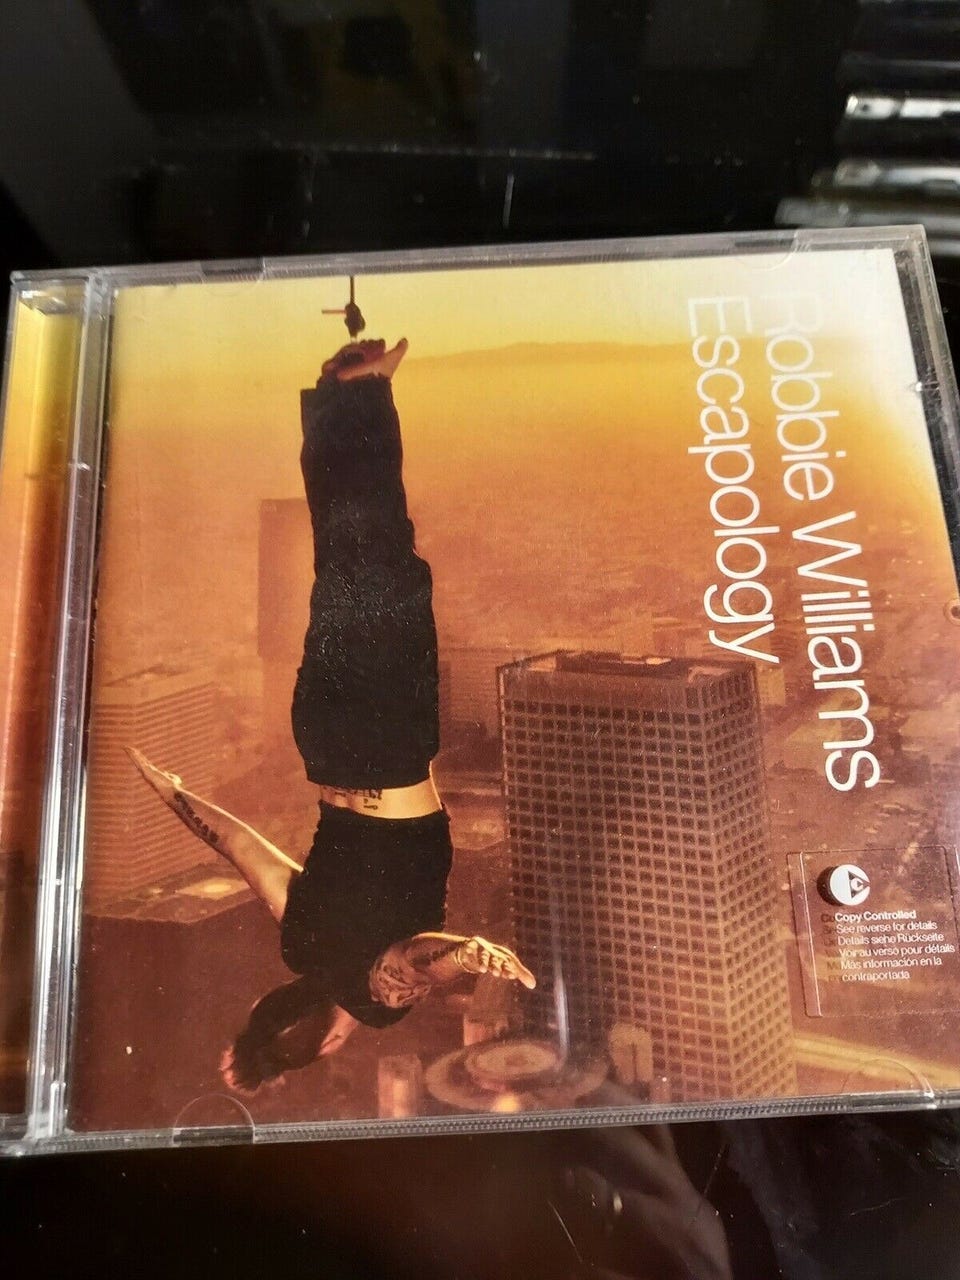 Robbie Williams
Escapology
Copy Controlled
See reverse for details
Details siehe Rückseite
Voir au verso pour détails
Más información en la
contraportada